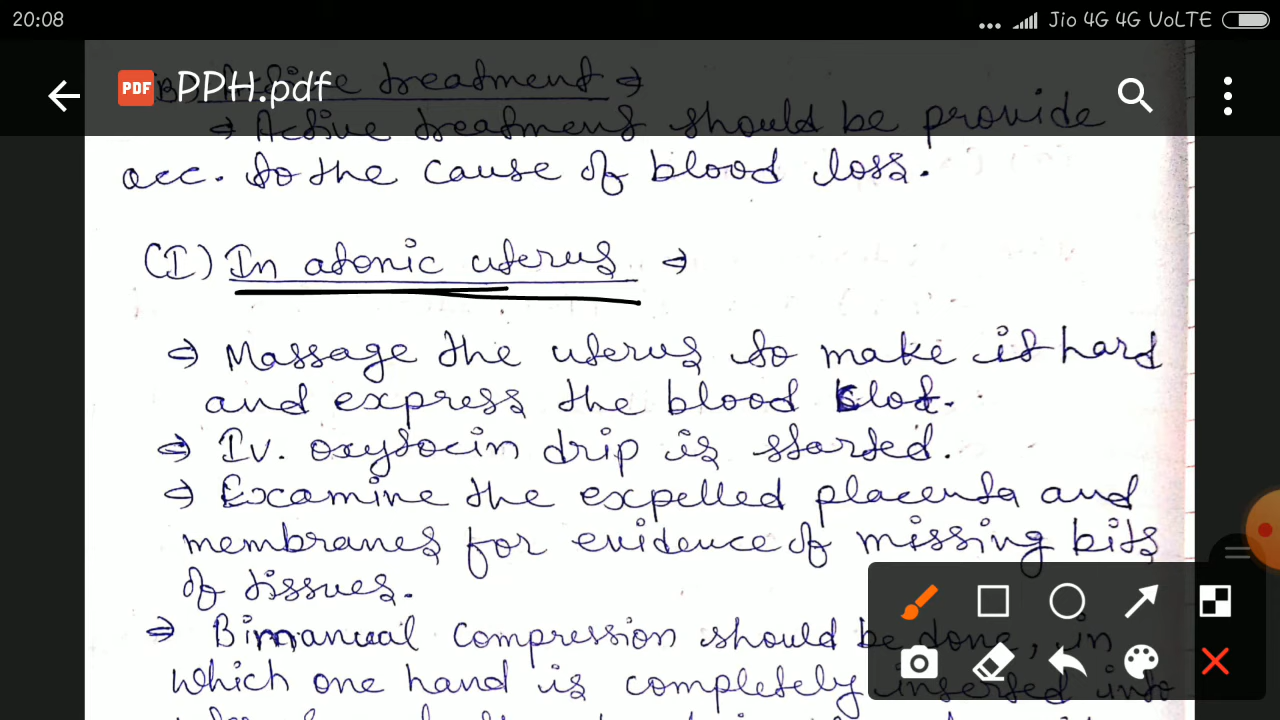 20:08
... Jio 4G 4G VoLTE
PDF PPH.pdf
treatment ⇒
⇒ Active treatment should be provide
acc. to the cause of blood loss.
(I) In atonic uterus ⇒
⇒ Massage the uterus to make it hard
and express the blood clot.
⇒ Iv. oxytocin drip is started.
⇒ Examine the expelled placenta and
membranes for evidence of missing bits
of tissues.
⇒ Bimanual compression should be done, in
which one hand is completely inserted into